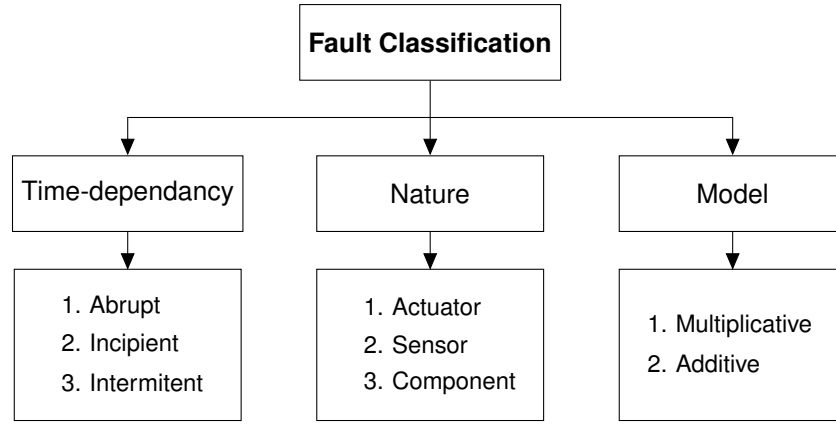 Fault Classification
Time-dependancy
Nature
Model
1. Abrupt
2. Incipient
3. Intermitent
1. Actuator
2. Sensor
3. Component
1. Multiplicative
2. Additive